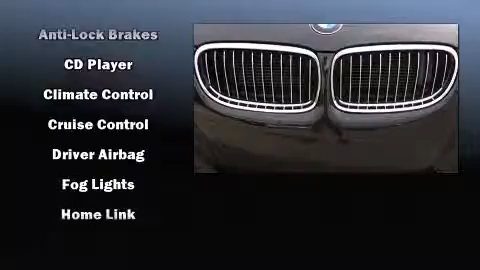 Anti-Lock Brakes
CD Player
Climate Control
Cruise Control
Driver Airbag
Fog Lights
Home Link